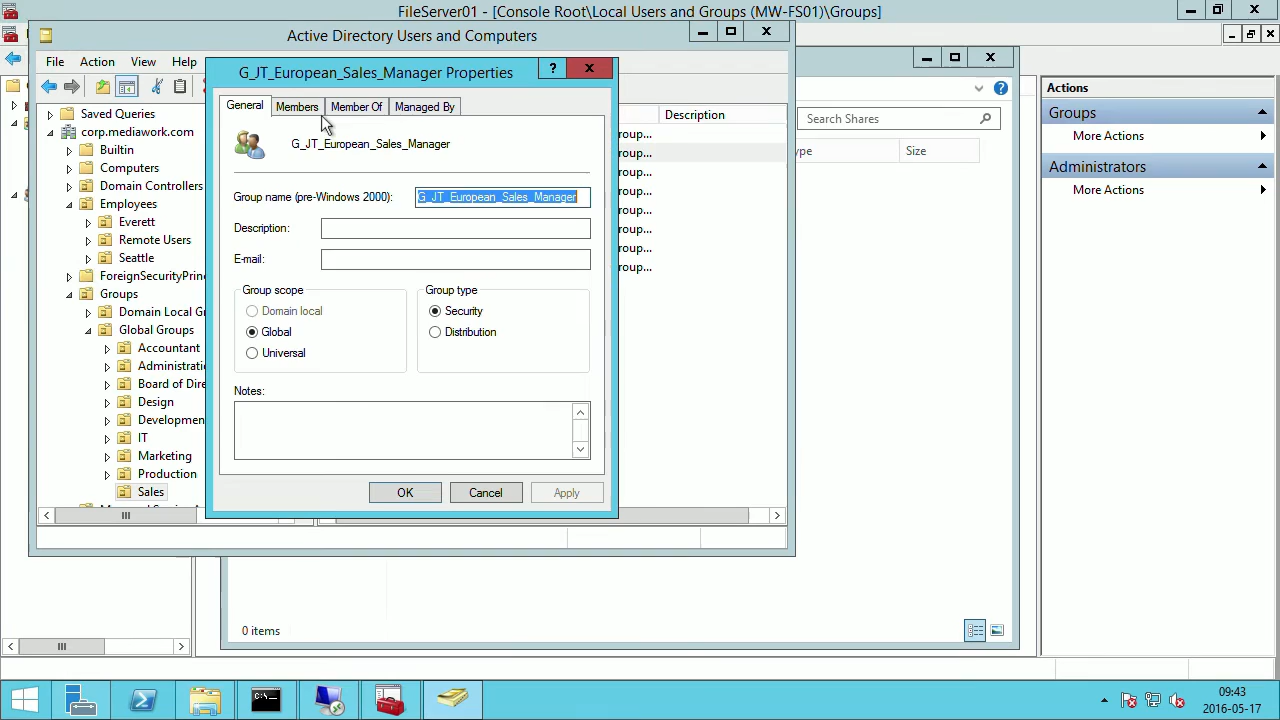 FileServer01 - [Console Root\Local Users and Groups (MW-FS01)\Groups]
Active Directory Users and Computers
File Action View Help
G_JT_European_Sales_Manager Properties
?
Saved Queries
corp.mediawork.com
Builtin
Computers
Domain Controllers
Employees
Everett
Remote Users
Seattle
ForeignSecurityPrin
Groups
Domain Local Gr
Global Groups
Accountant
Administrati
Board of Dire
Design
Developmen
IT
Marketing
Production
Sales
General Members Member Of Managed By
G_JT_European_Sales_Manager
Group name (pre-Windows 2000): G_JT_European_Sales_Manager
Description:
E-mail:
Group scope
Domain local
Global
Universal
Group type
Security
Distribution
Notes:
OK Cancel Apply
Description
roup...
roup...
roup...
roup...
roup...
roup...
roup...
roup...
Search Shares
ype Size
0 items
Actions
Groups
More Actions
Administrators
More Actions
09:43
2016-05-17